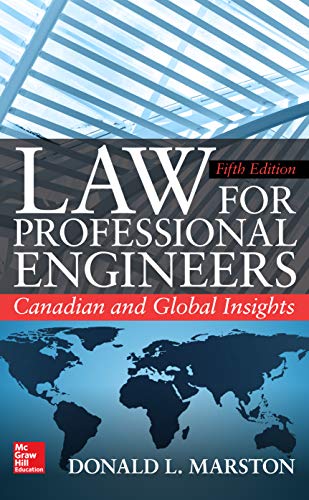 Fifth Edition
LAW FOR
PROFESSIONAL
ENGINEERS
Canadian and Global Insights
Mc
Graw
Hill
Education
DONALD L. MARSTON